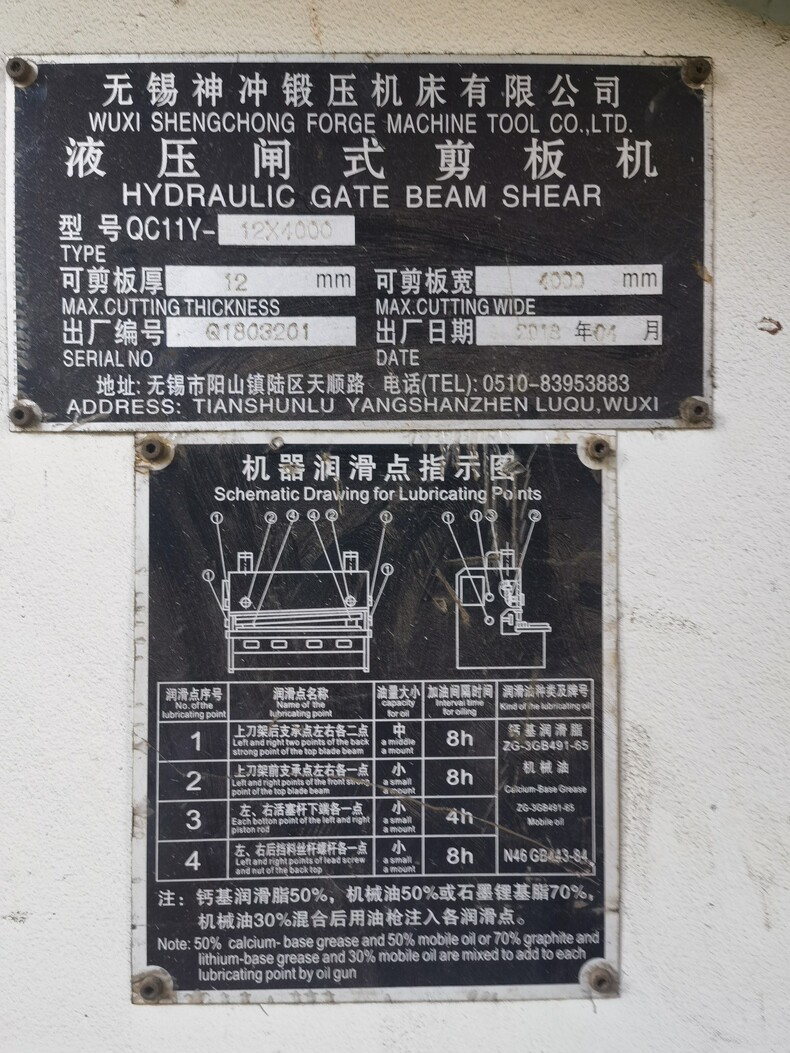 无锡神冲锻压机床有限公司
WUXI SHENGCHONG FORGE MACHINE TOOL CO.,LTD.
液压闸式剪板机
HYDRAULIC GATE BEAM SHEAR
型 号 QC11Y- 12X4000
TYPE
可剪板厚 12 mm 可剪板宽 4000 mm
MAX.CUTTING THICKNESS MAX.CUTTING WIDE
出厂编号 Q1803201 出厂日期 2018 年 04 月
SERIAL NO DATE
地址: 无锡市阳山镇陆区天顺路 电话(TEL): 0510-83953883
ADDRESS: TIANSHUNLU YANGSHANZHEN LUQU,WUXI
机器润滑点指示图
Schematic Drawing for Lubricating Points
① ② ④ ④ ② ① ① ① ③ ②
① ①
润滑点序号 润滑点名称 油量大小 加油间隔时间 润滑油种类及牌号
No. of the lubricating point Name of the lubricating point capacity for oil Interval time for oiling Kind of the lubricating oil
1 上刀架后支承点左右各二点 中 8h 钙基润滑脂
Left and right two points of the back strong point of the top blade beam a middle a mount ZG-3GB491-65
2 上刀架前支承点左右各一点 小 8h 机械油
Left and right points of the front strong point of the top blade beam a small a mount Calcium-Base Grease
3 左、右活塞杆下端各一点 小 4h ZG-3GB491-65
Each botton point of the left and right piston rod a small a mount Mobile oil
4 左、右后挡料丝杆螺杆各一点 小 8h N46 GB443-84
Left and right points of lead screw and nut of the back top a small a mount
注：钙基润滑脂50%，机械油50%或石墨锂基脂70%，
机械油30%混合后用油枪注入各润滑点。
Note: 50% calcium- base grease and 50% mobile oil or 70% graphite and
lithium-base grease and 30% mobile oil are mixed to add to each
lubricating point by oil gun